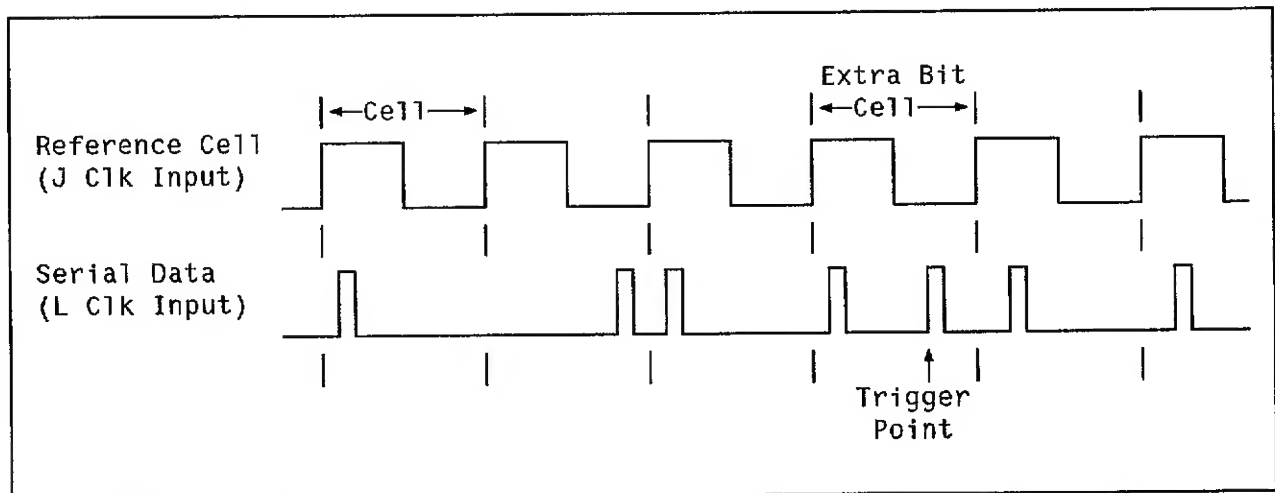 Extra Bit
Cell
Cell
Reference Cell
(J Clk Input)
Serial Data
(L Clk Input)
Trigger
Point